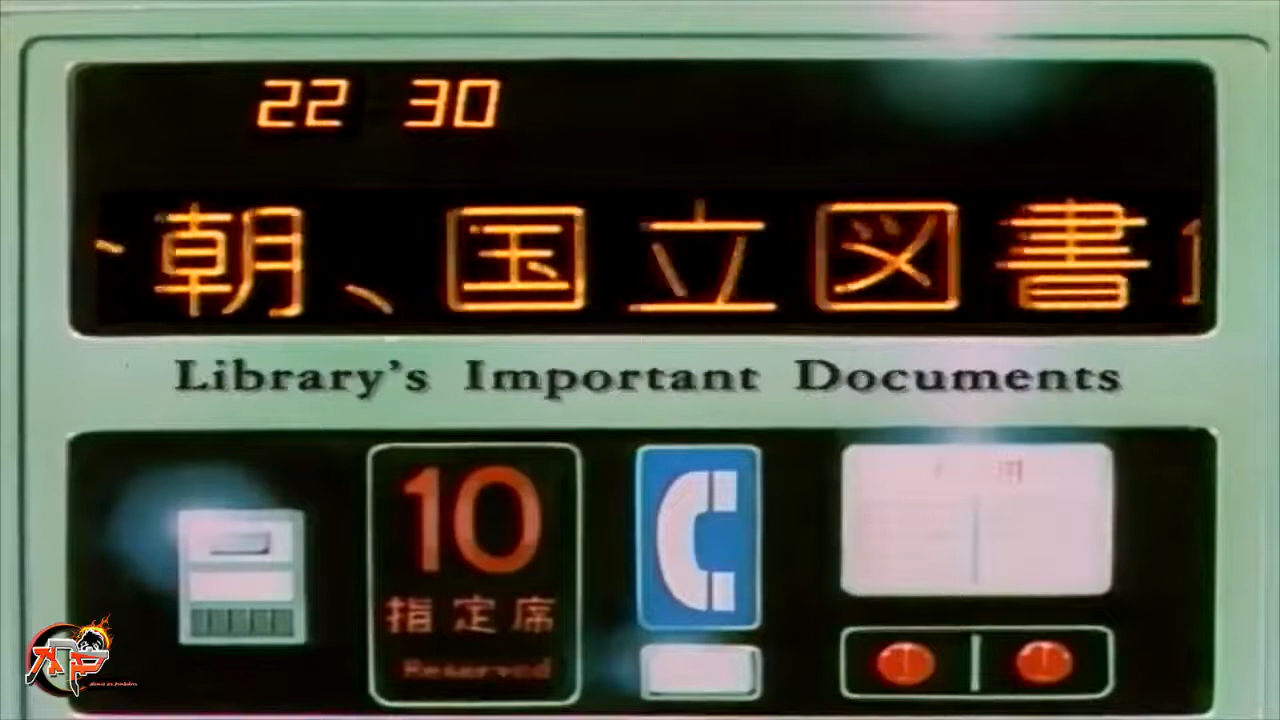 22 30
朝、国立図書
Library's Important Documents
10
指定席
Reserved